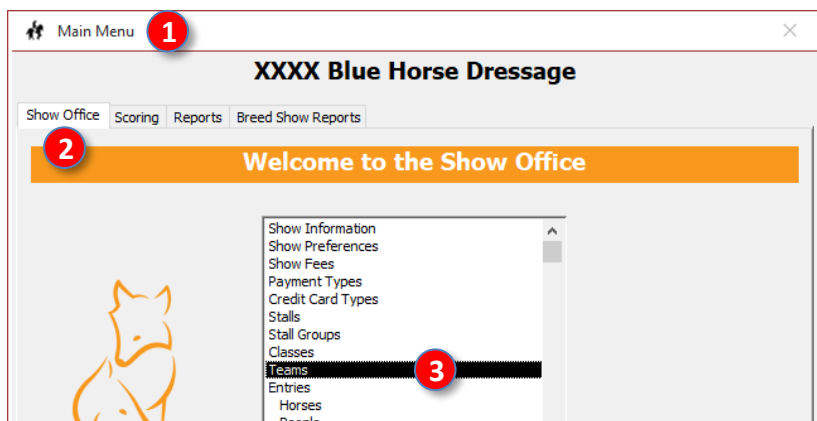 Main Menu 1
XXXX Blue Horse Dressage
Show Office Scoring Reports Breed Show Reports
2
Welcome to the Show Office
Show Information
Show Preferences
Show Fees
Payment Types
Credit Card Types
Stalls
Stall Groups
Classes
Teams 3
Entries
Horses